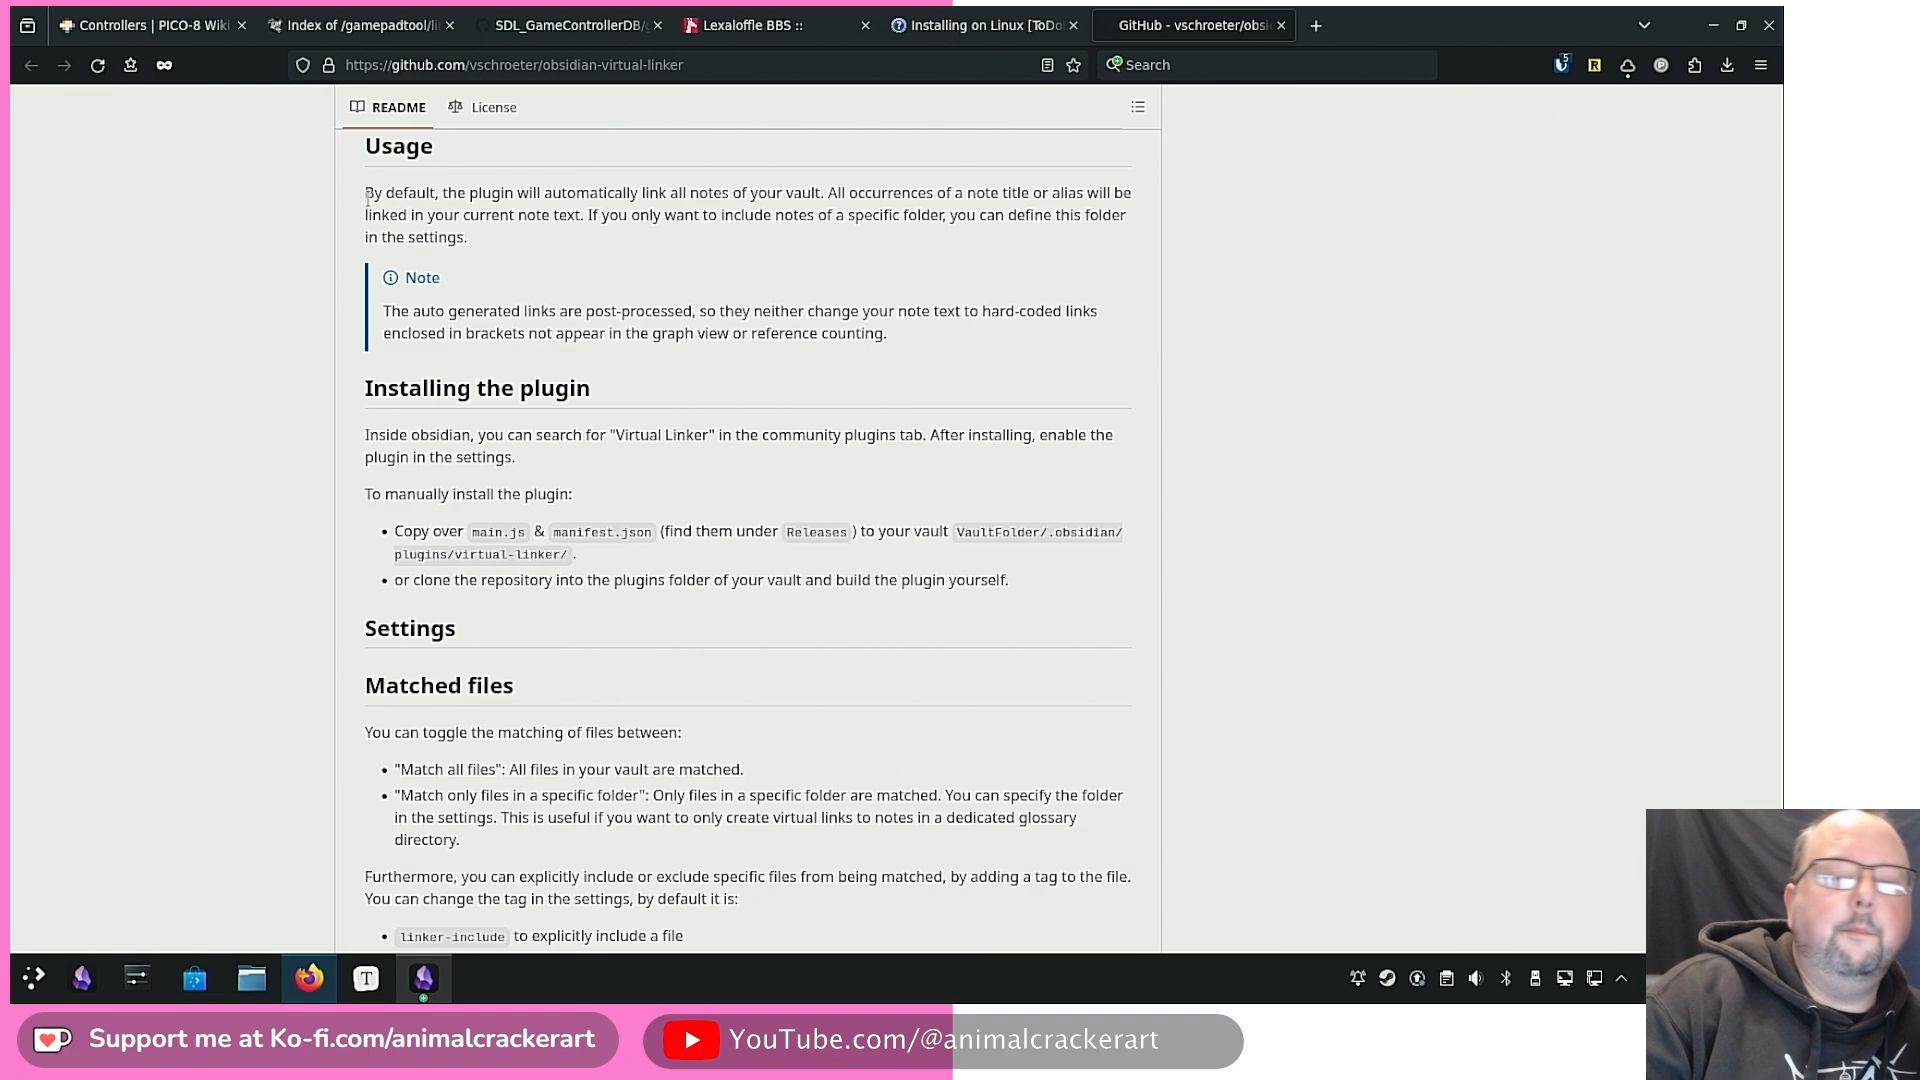 Controllers | PICO-8 Wiki
Index of /gamepadtool/
SDL_GameControllerDB/
Lexaloffle BBS ::
Installing on Linux [ToDo
GitHub - vschroeter/obsi
https://github.com/vschroeter/obsidian-virtual-linker
Search
5
R
P
README
License
Usage
By default, the plugin will automatically link all notes of your vault. All occurrences of a note title or alias will be
linked in your current note text. If you only want to include notes of a specific folder, you can define this folder
in the settings.
Note
The auto generated links are post-processed, so they neither change your note text to hard-coded links
enclosed in brackets not appear in the graph view or reference counting.
Installing the plugin
Inside obsidian, you can search for "Virtual Linker" in the community plugins tab. After installing, enable the
plugin in the settings.
To manually install the plugin:
• Copy over main.js & manifest.json (find them under Releases) to your vault VaultFolder/.obsidian/
plugins/virtual-linker/ .
• or clone the repository into the plugins folder of your vault and build the plugin yourself.
Settings
Matched files
You can toggle the matching of files between:
• "Match all files": All files in your vault are matched.
• "Match only files in a specific folder": Only files in a specific folder are matched. You can specify the folder
in the settings. This is useful if you want to only create virtual links to notes in a dedicated glossary
directory.
Furthermore, you can explicitly include or exclude specific files from being matched, by adding a tag to the file.
You can change the tag in the settings, by default it is:
• linker-include to explicitly include a file
T
Support me at Ko-fi.com/animalcrackerart
YouTube.com/@animalcrackerart